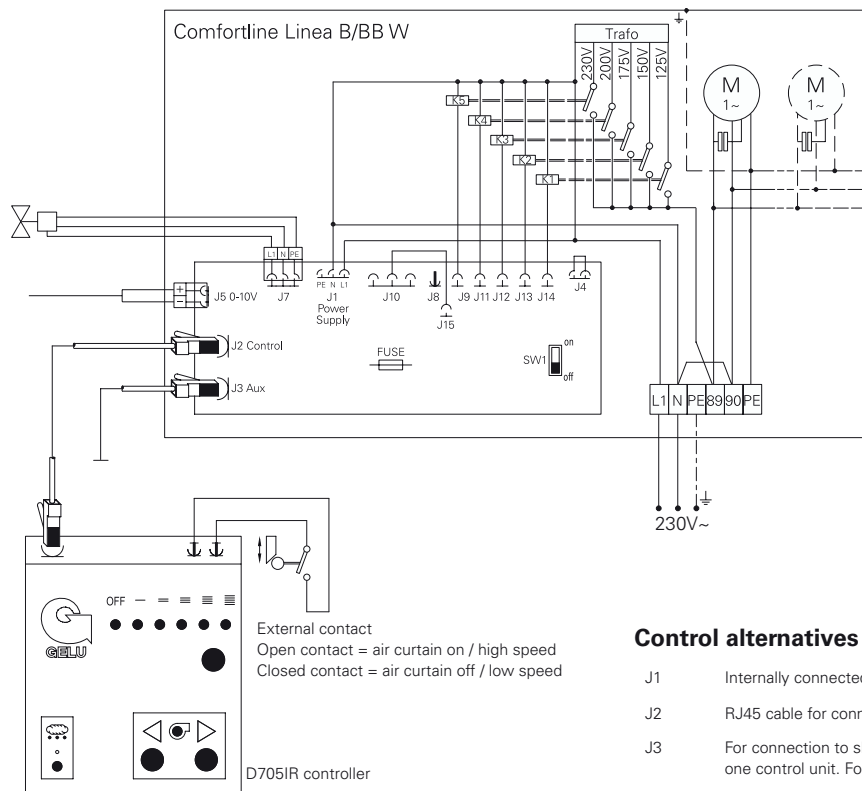 Comfortline Linea B/BB W
Trafo
230V
200V
175V
150V
125V
M
1~
M
1~
K5
K4
K3
K2
K1
L1 N PE
J7
PE N L1
J1
Power
Supply
J10
J8
J15
J9 J11 J12 J13 J14
J4
+
-
J5 0-10V
J2 Control
J3 Aux
FUSE
SW1
on
off
L1 N PE 89 90 PE
230V~
OFF
GELU
External contact
Open contact = air curtain on / high speed
Closed contact = air curtain off / low speed
D705IR controller
Control alternatives
J1 Internally connected
J2 RJ45 cable for conn
J3 For connection to s
one control unit. Fo